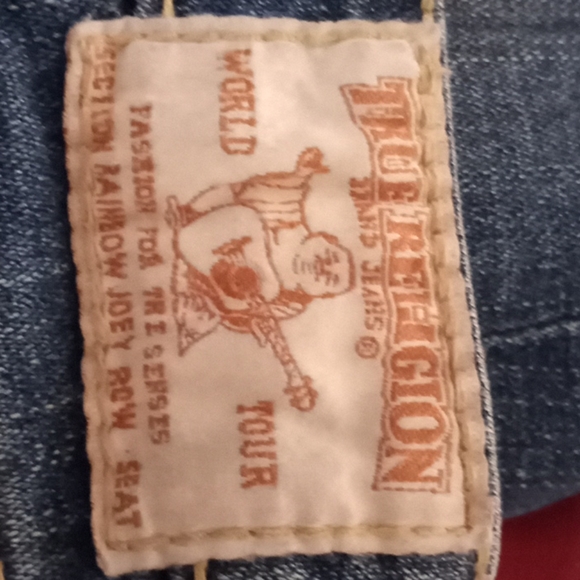 TRUE RELIGION
BRAND JEANS ®
WORLD TOUR
FASHION FOR THE SENSES
SECTION RAINBOW JOEY ROW SEAT